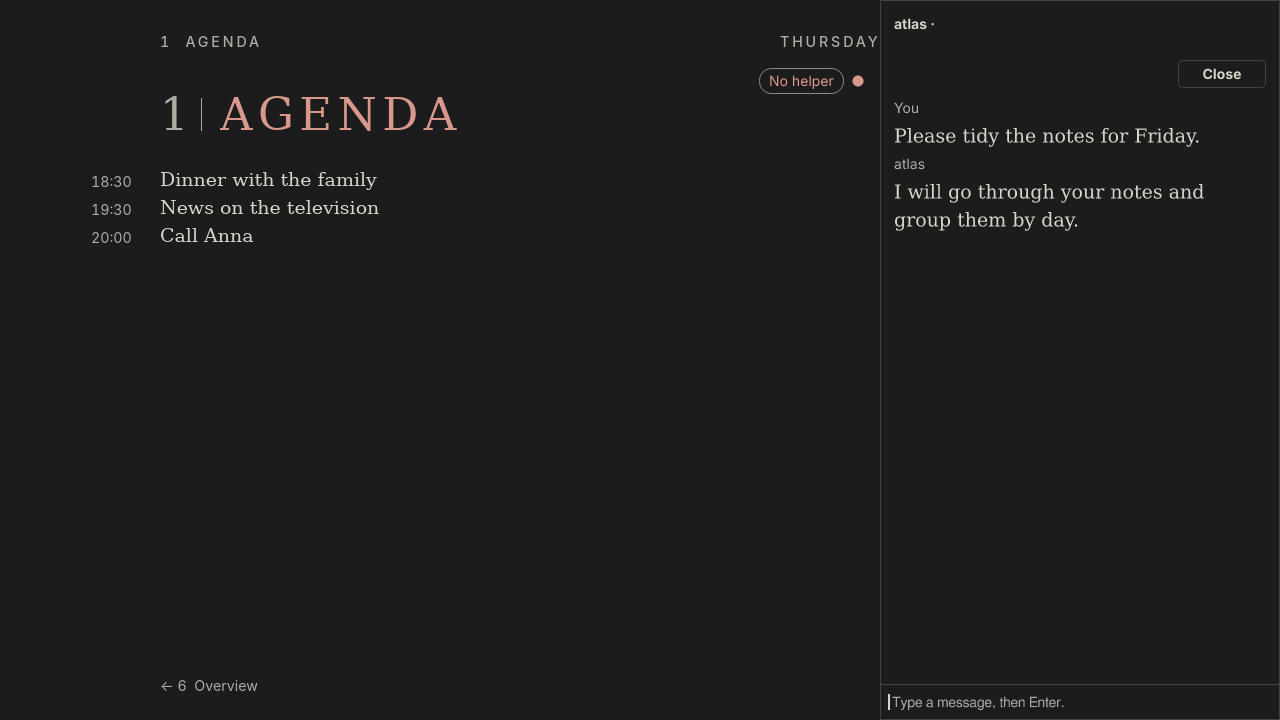 1 AGENDA
THURSDAY
No helper
1 AGENDA
18:30 Dinner with the family
19:30 News on the television
20:00 Call Anna
← 6 Overview
atlas ·
Close
You
Please tidy the notes for Friday.
atlas
I will go through your notes and
group them by day.
Type a message, then Enter.